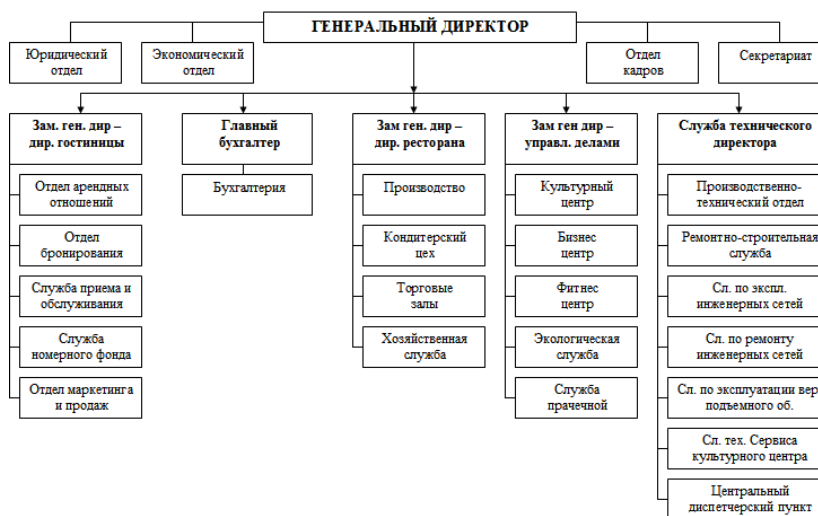 ГЕНЕРАЛЬНЫЙ ДИРЕКТОР
Юридический
отдел
Экономический
отдел
Отдел
кадров
Секретариат
Зам. ген. дир –
дир. гостиницы
Главный
бухгалтер
Зам ген. дир –
дир. ресторана
Зам ген дир –
управл. делами
Служба технического
директора
Отдел арендных
отношений
Отдел
бронирования
Служба приема и
обслуживания
Служба
номерного фонда
Отдел маркетинга
и продаж
Бухгалтерия
Производство
Кондитерский
цех
Торговые
залы
Хозяйственная
служба
Культурный
центр
Бизнес
центр
Фитнес
центр
Экологическая
служба
Служба
прачечной
Производственно-
технический отдел
Ремонтно-строительная
служба
Сл. по экспл.
инженерных сетей
Сл. по ремонту
инженерных сетей
Сл. по эксплуатации вер
подъемного об.
Сл. тех. Сервиса
культурного центра
Центральный
диспетчерский пункт